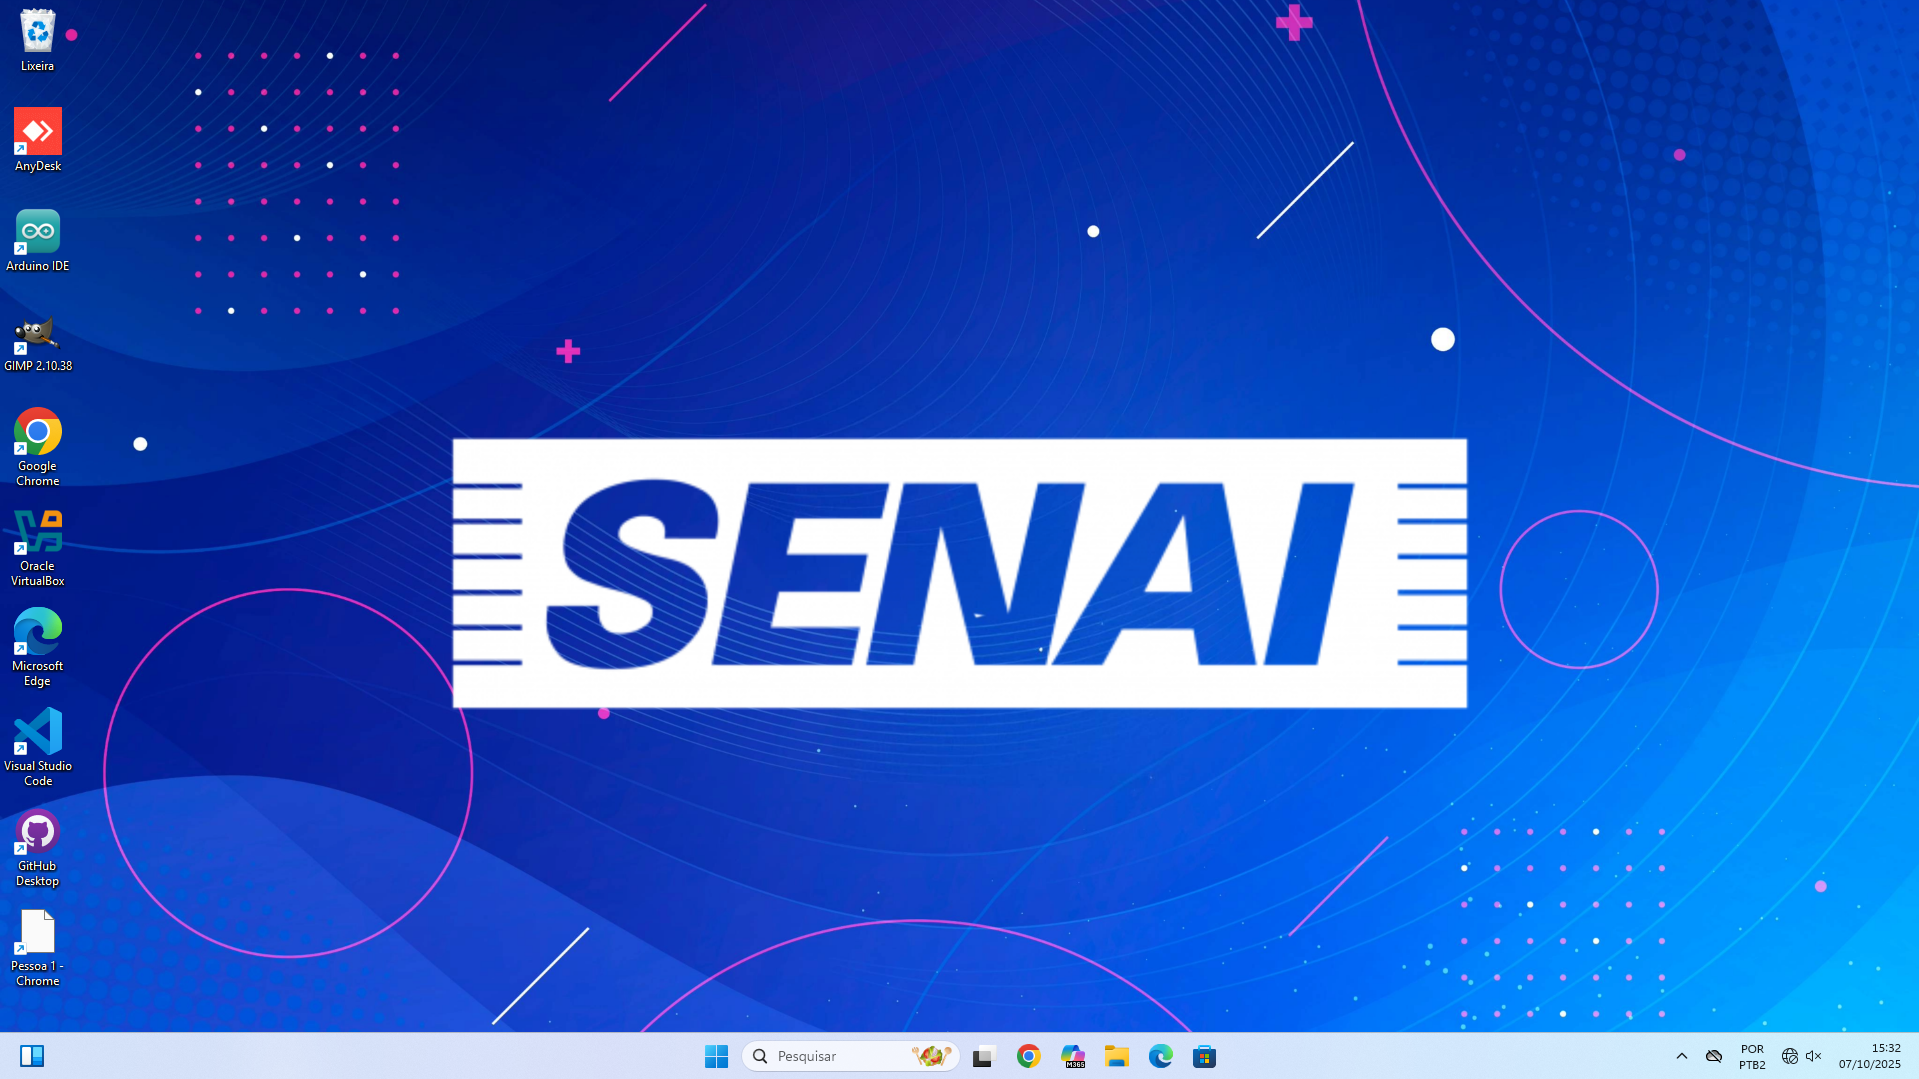 Lixeira
AnyDesk
Arduino IDE
GIMP 2.10.38
Google
Chrome
Oracle
VirtualBox
Microsoft
Edge
Visual Studio
Code
GitHub
Desktop
Pessoa 1 -
Chrome
SENAI
Pesquisar
M365
POR
PTB2
15:32
07/10/2025